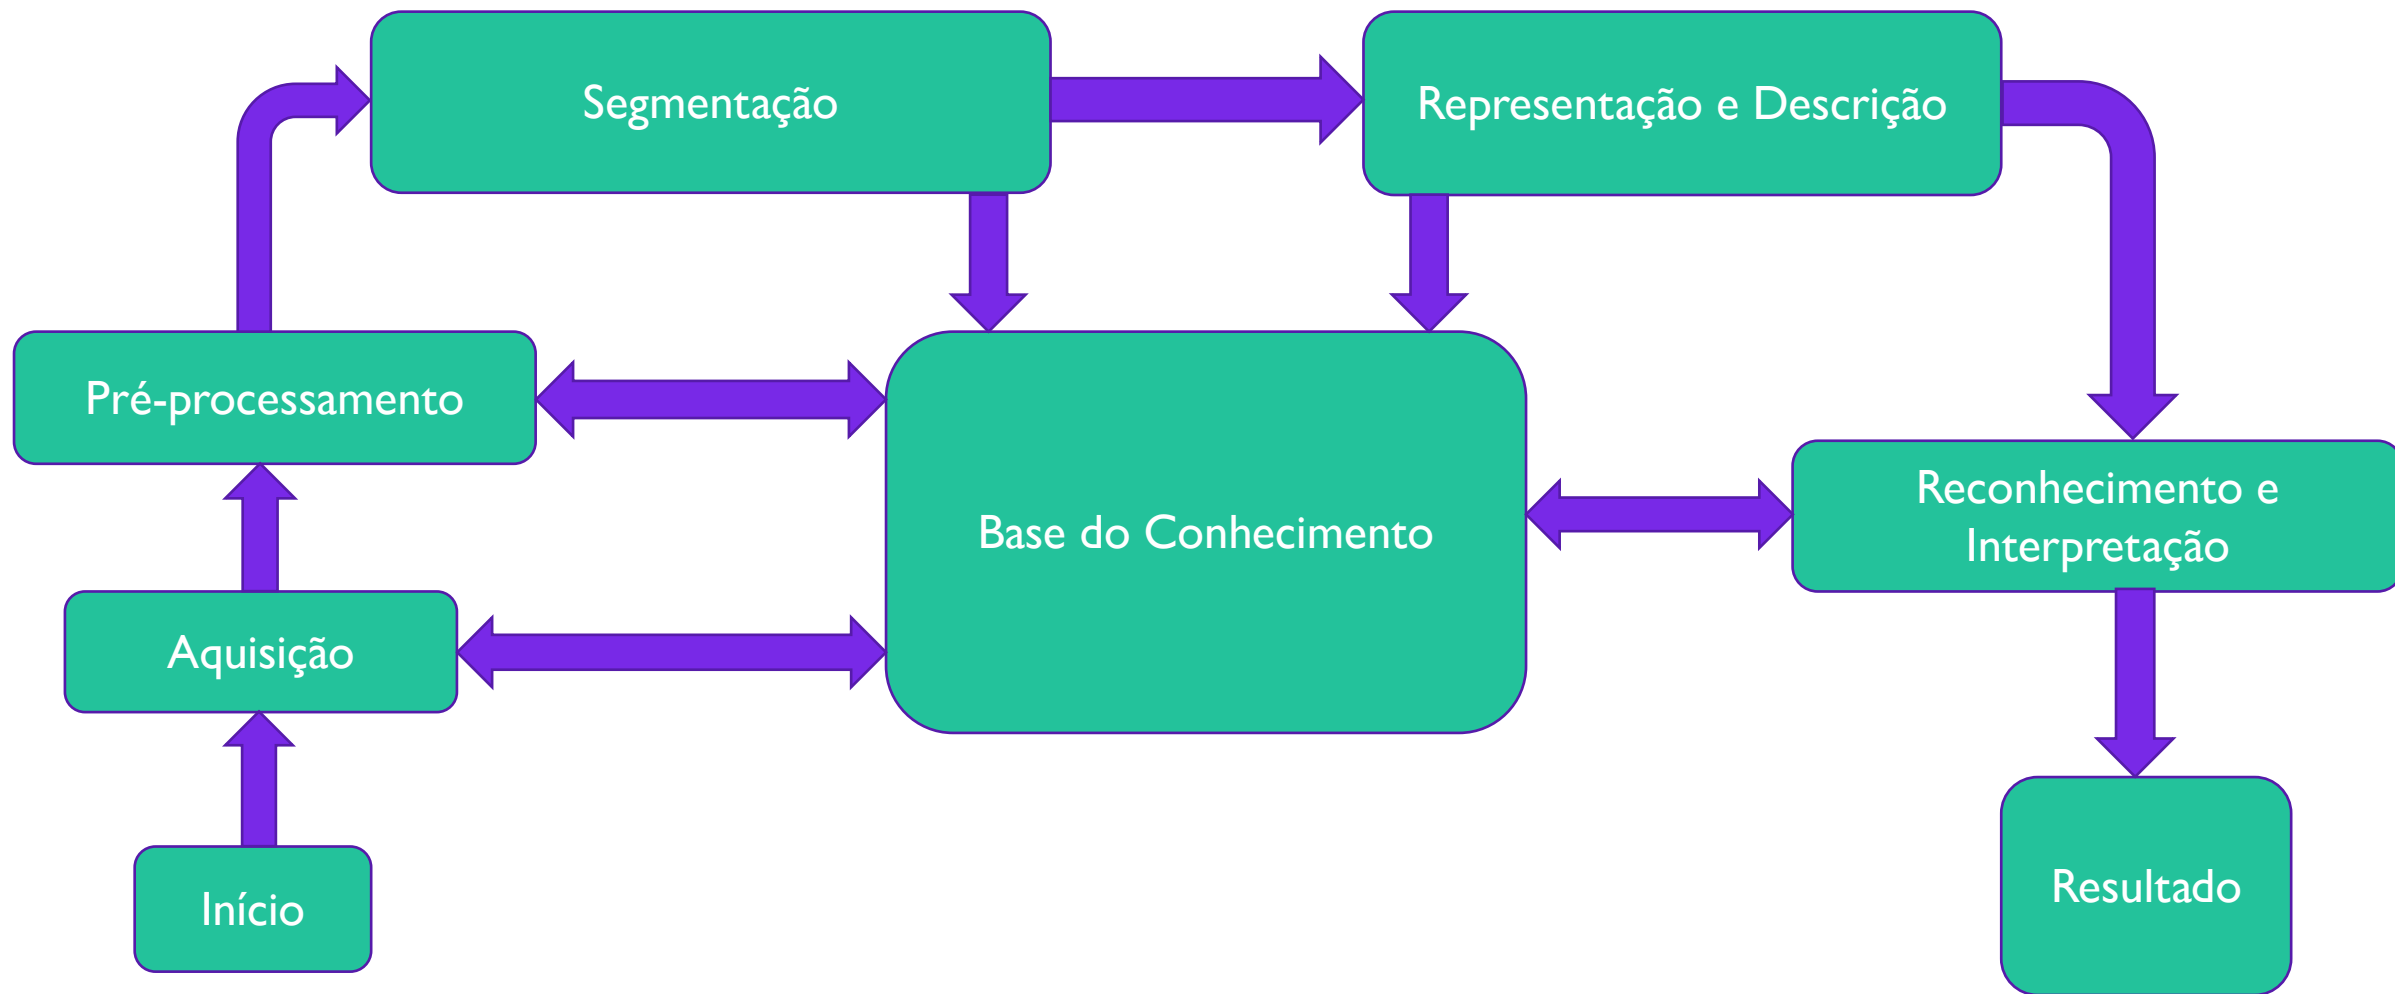 Segmentação
Representação e Descrição
Pré-processamento
Base do Conhecimento
Reconhecimento e
Interpretação
Aquisição
Início
Resultado